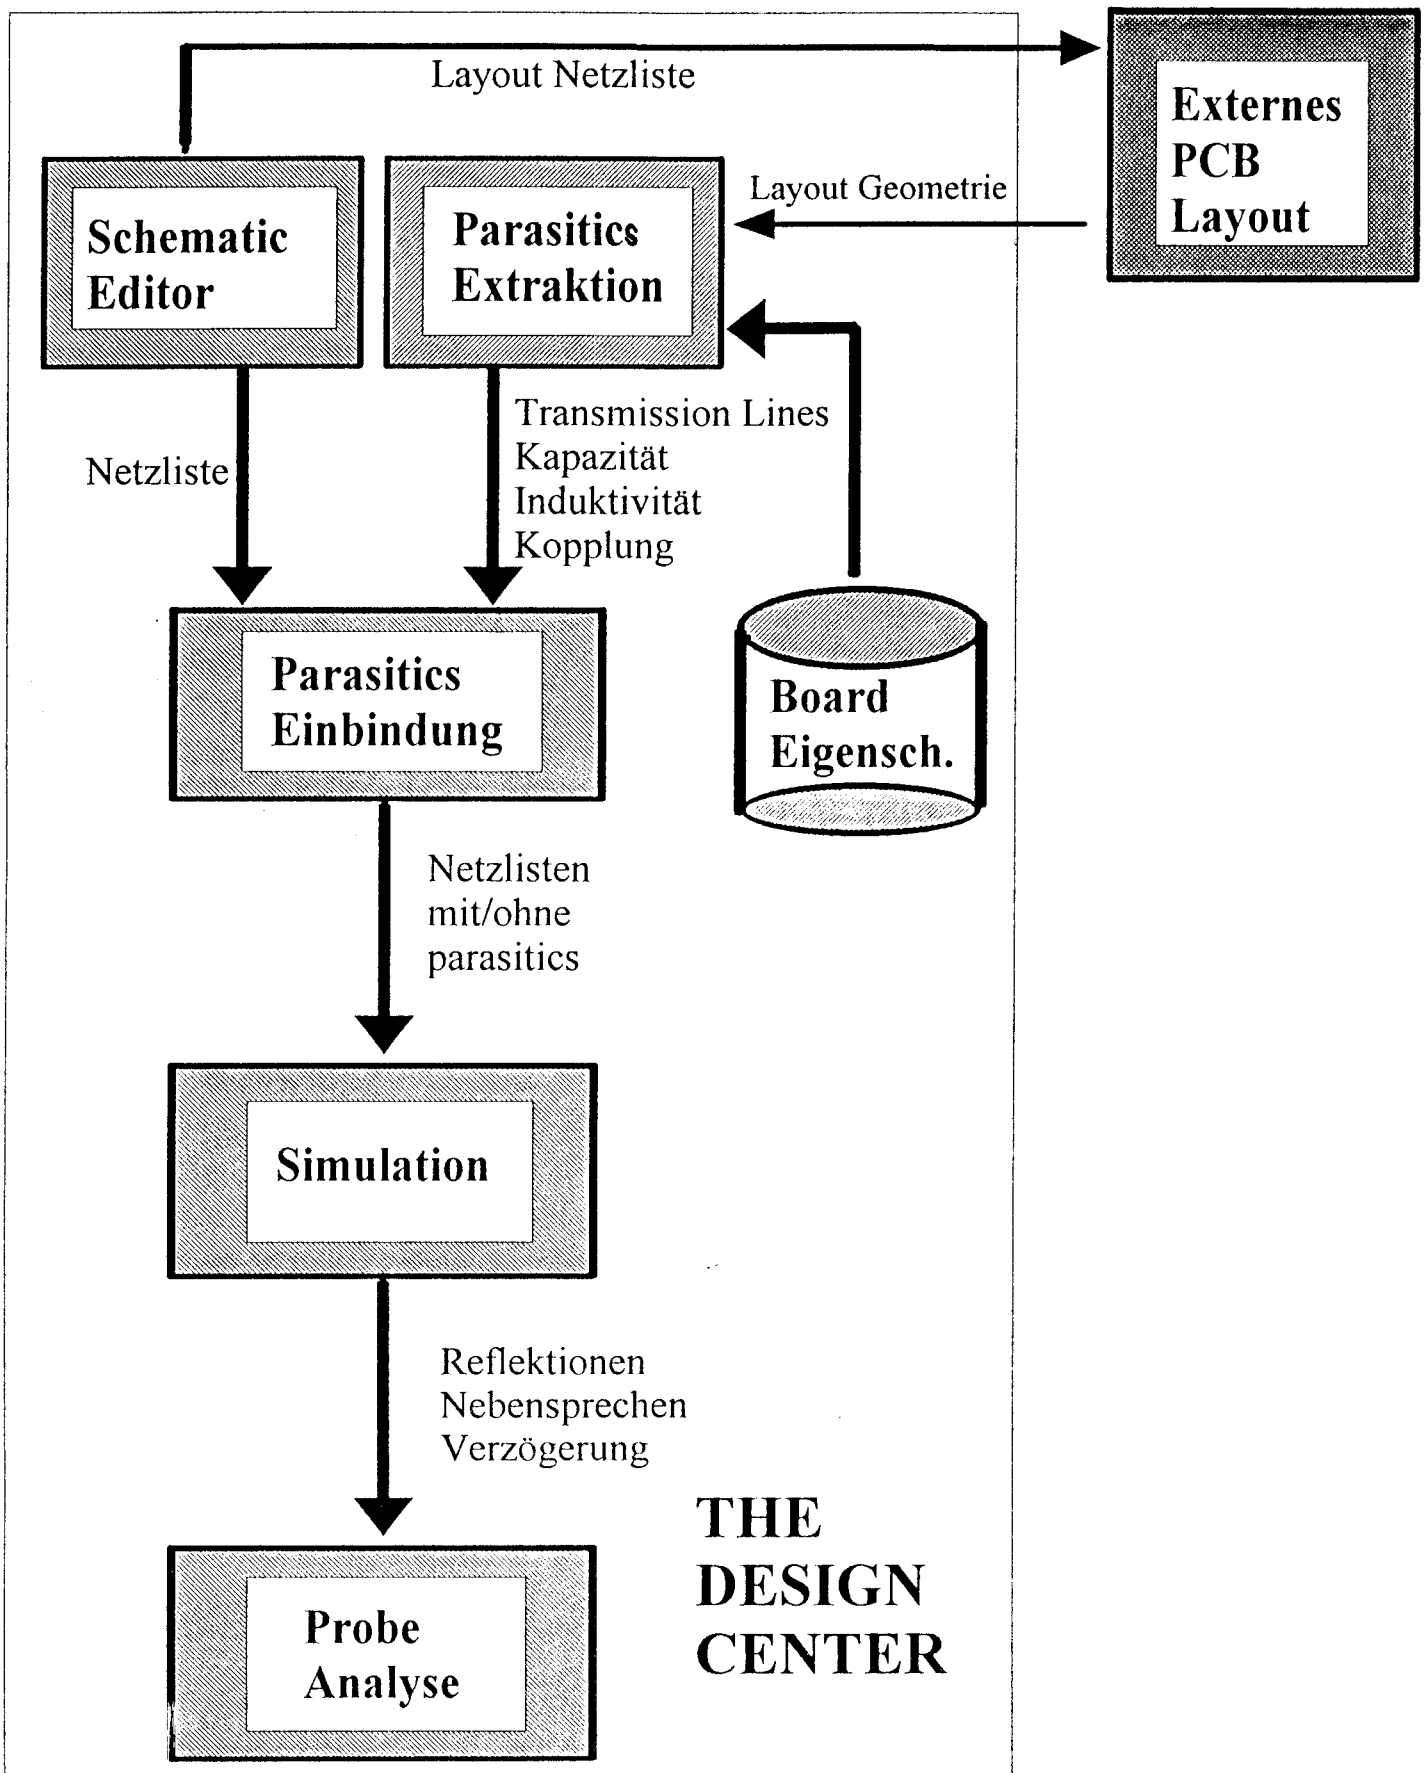 Layout Netzliste
Externes
PCB
Layout
Layout Geometrie
Schematic
Editor
Parasitics
Extraktion
Netzliste
Transmission Lines
Kapazität
Induktivität
Kopplung
Parasitics
Einbindung
Board
Eigensch.
Netzlisten
mit/ohne
parasitics
Simulation
Reflektionen
Nebensprechen
Verzögerung
THE
DESIGN
CENTER
Probe
Analyse